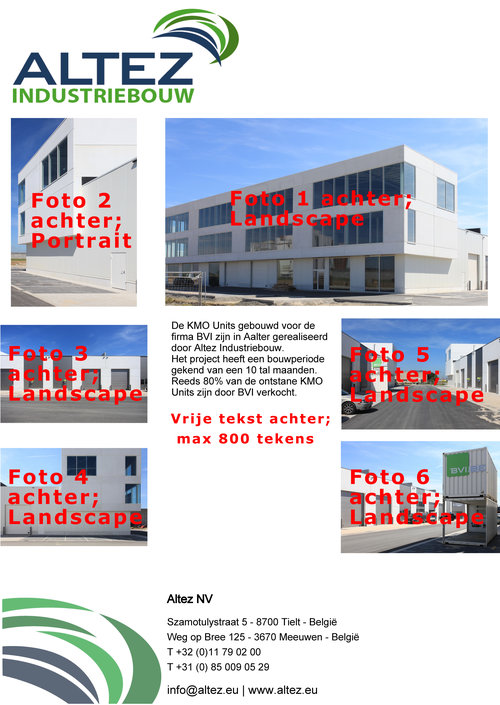 ALTEZ
INDUSTRIEBOUW
Foto 2
achter;
Portrait
Foto 1 achter;
Landscape
De KMO Units gebouwd voor de
firma BVI zijn in Aalter gerealiseerd
door Altez Industriebouw.
Het project heeft een bouwperiode
gekend van een 10 tal maanden.
Reeds 80% van de ontstane KMO
Units zijn door BVI verkocht.
Vrije tekst achter;
max 800 tekens
Foto 3
achter;
Landscape
Foto 4
achter;
Landscape
Foto 5
achter;
Landscape
BVI.BE
Foto 6
achter;
Landscape
Altez NV
Szamotulystraat 5 - 8700 Tielt - België
Weg op Bree 125 - 3670 Meeuwen - België
T +32 (0)11 79 02 00
T +31 (0) 85 009 05 29
info@altez.eu | www.altez.eu